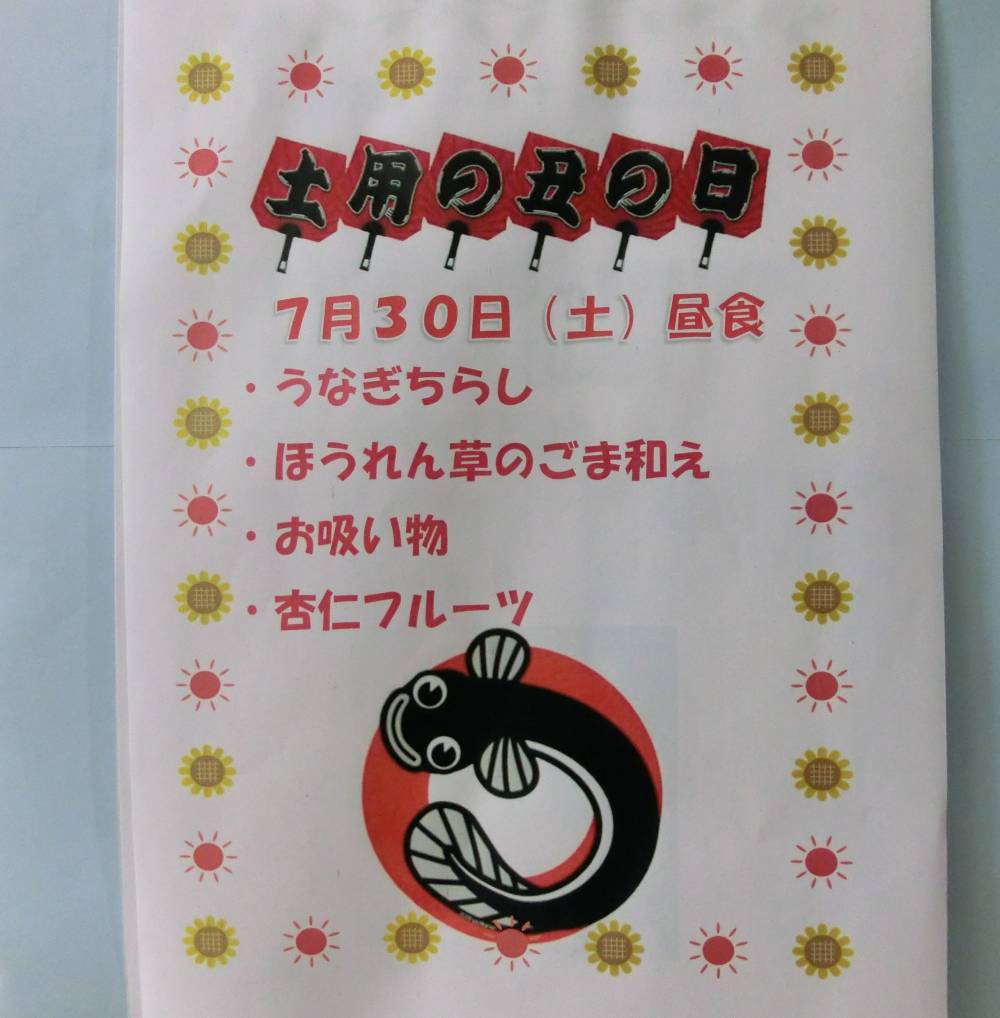 土用の丑の日
７月３０日（土）昼食
・うなぎちらし
・ほうれん草のごま和え
・お吸い物
・杏仁フルーツ